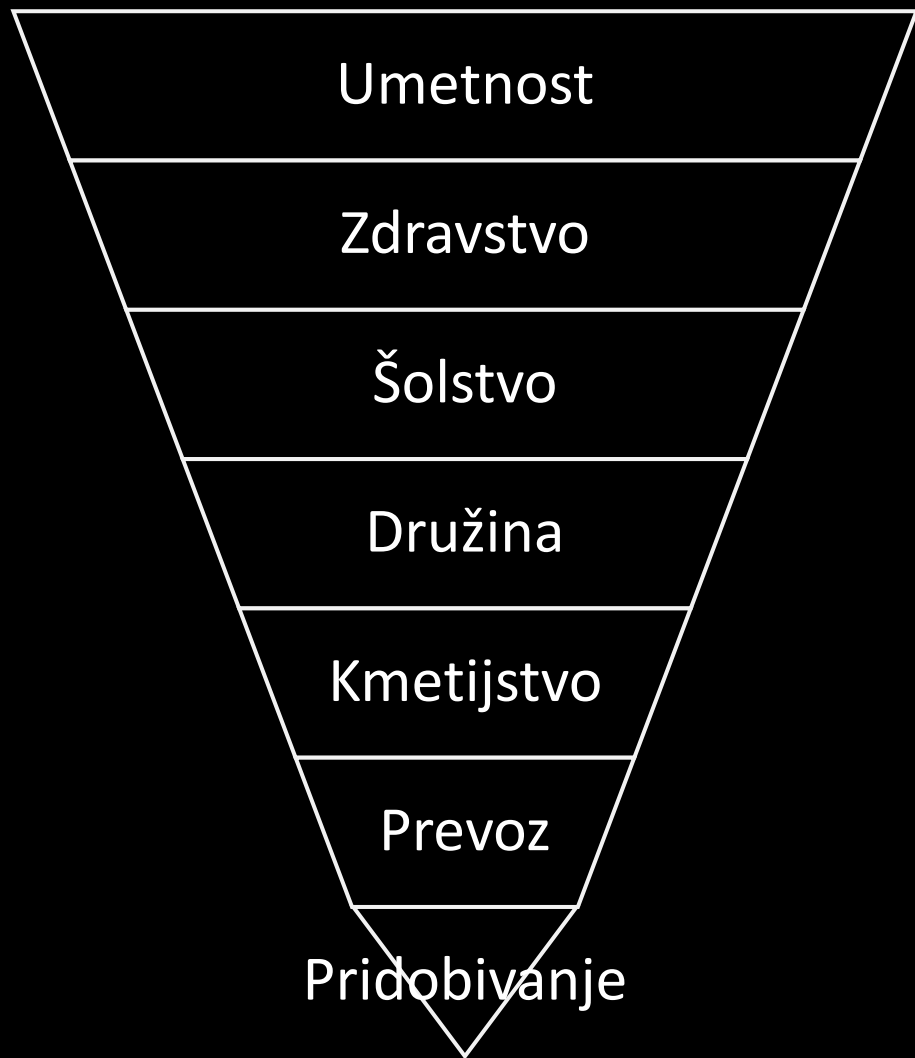 Umetnost
Zdravstvo
Šolstvo
Družina
Kmetijstvo
Prevoz
Pridobivanje